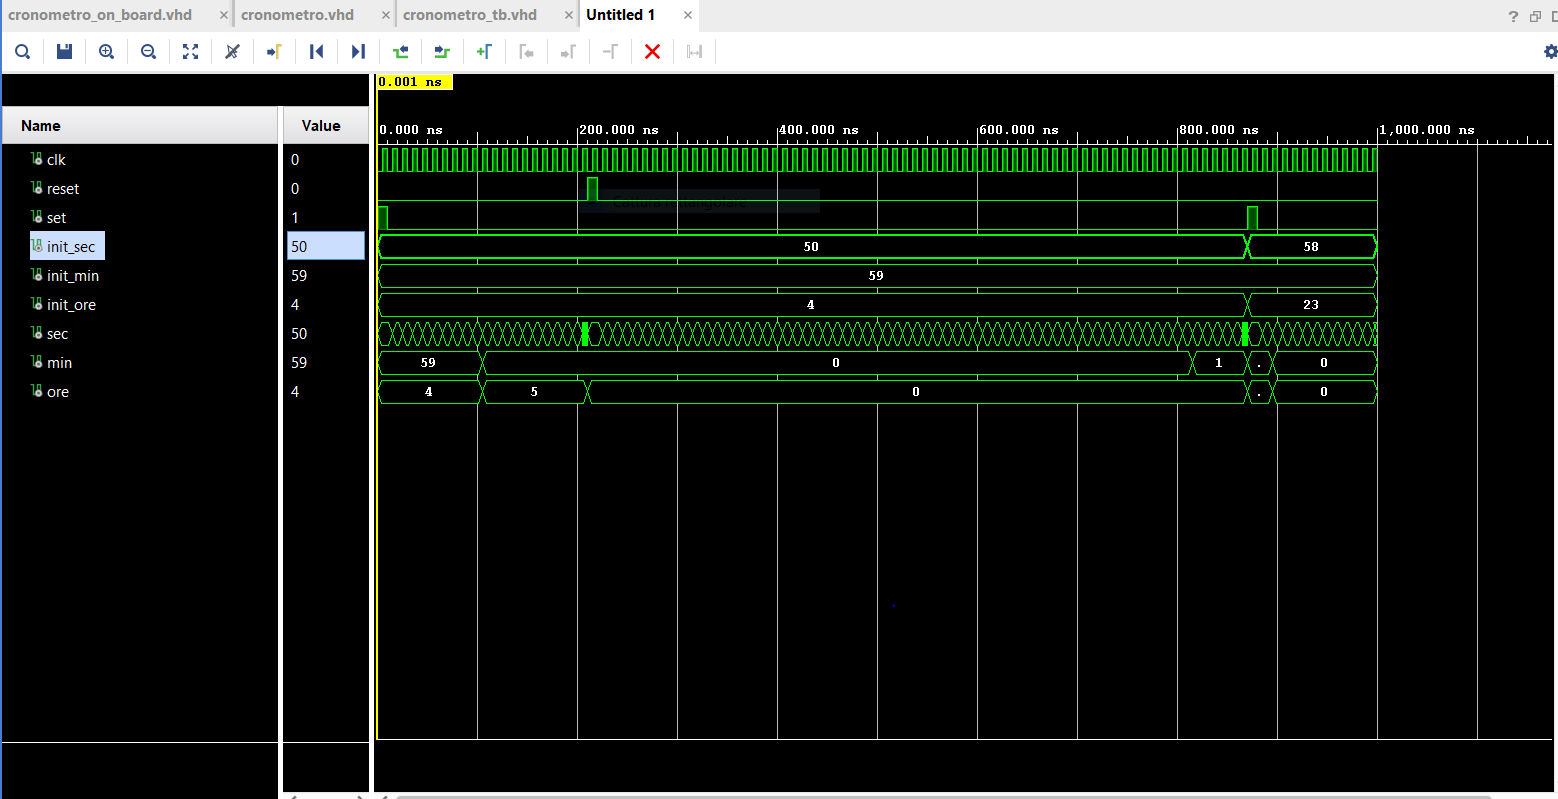 cronometro_on_board.vhd × cronometro.vhd × cronometro_tb.vhd × Untitled 1 ×
?
0.001 ns
Name Value
0.000 ns 200.000 ns 400.000 ns 600.000 ns 800.000 ns 1,000.000 ns
clk 0
reset 0
set 1
init_sec 50 50 58
init_min 59 59
init_ore 4 4 23
sec 50
min 59 59 0 1 . 0
ore 4 4 5 0 . 0